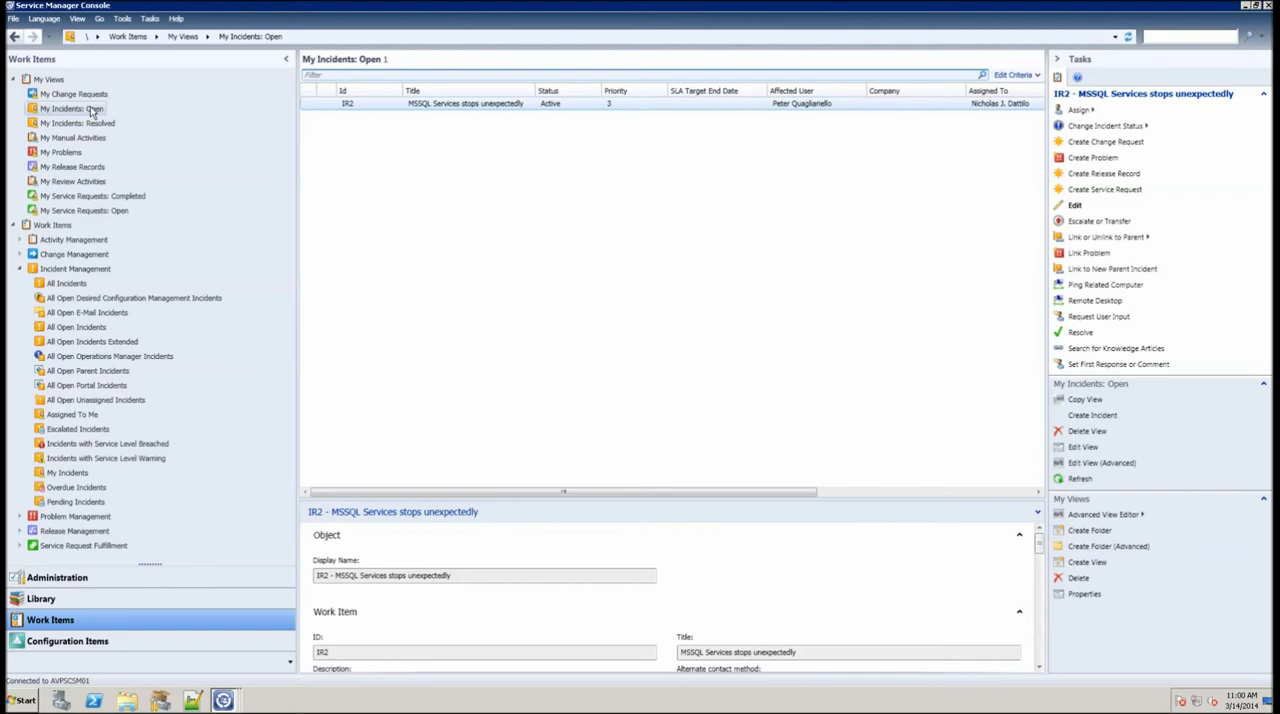 Service Manager Console
File Language View Go Tools Tasks Help
\ Work Items My Views My Incidents: Open
Work Items
My Views
My Change Requests
My Incidents: Open
My Incidents: Resolved
My Manual Activities
My Problems
My Release Records
My Review Activities
My Service Requests: Completed
My Service Requests: Open
Work Items
Activity Management
Change Management
Incident Management
All Incidents
All Open Desired Configuration Management Incidents
All Open E-Mail Incidents
All Open Incidents
All Open Incidents Extended
All Open Operations Manager Incidents
All Open Parent Incidents
All Open Portal Incidents
All Open Unassigned Incidents
Assigned To Me
Escalated Incidents
Incidents with Service Level Breached
Incidents with Service Level Warning
My Incidents
Overdue Incidents
Pending Incidents
Problem Management
Release Management
Service Request Fulfillment
Administration
Library
Work Items
Configuration Items
My Incidents: Open 1
Filter
Edit Criteria
Id Title Status Priority SLA Target End Date Affected User Company Assigned To
IR2 MSSQL Services stops unexpectedly Active 3 Peter Quagliariello Nicholas J. Dattilo
IR2 - MSSQL Services stops unexpectedly
Object
Display Name:
IR2 - MSSQL Services stops unexpectedly
Work Item
ID: Title:
IR2 MSSQL Services stops unexpectedly
Description: Alternate contact method:
Tasks
IR2 - MSSQL Services stops unexpectedly
Assign
Change Incident Status
Create Change Request
Create Problem
Create Release Record
Create Service Request
Edit
Escalate or Transfer
Link or Unlink to Parent
Link Problem
Link to New Parent Incident
Ping Related Computer
Remote Desktop
Request User Input
Resolve
Search for Knowledge Articles
Set First Response or Comment
My Incidents: Open
Copy View
Create Incident
Delete View
Edit View
Edit View (Advanced)
Refresh
My Views
Advanced View Editor
Create Folder
Create Folder (Advanced)
Create View
Delete
Properties
Connected to AVPSCSM01
Start
11:00 AM
3/14/2014